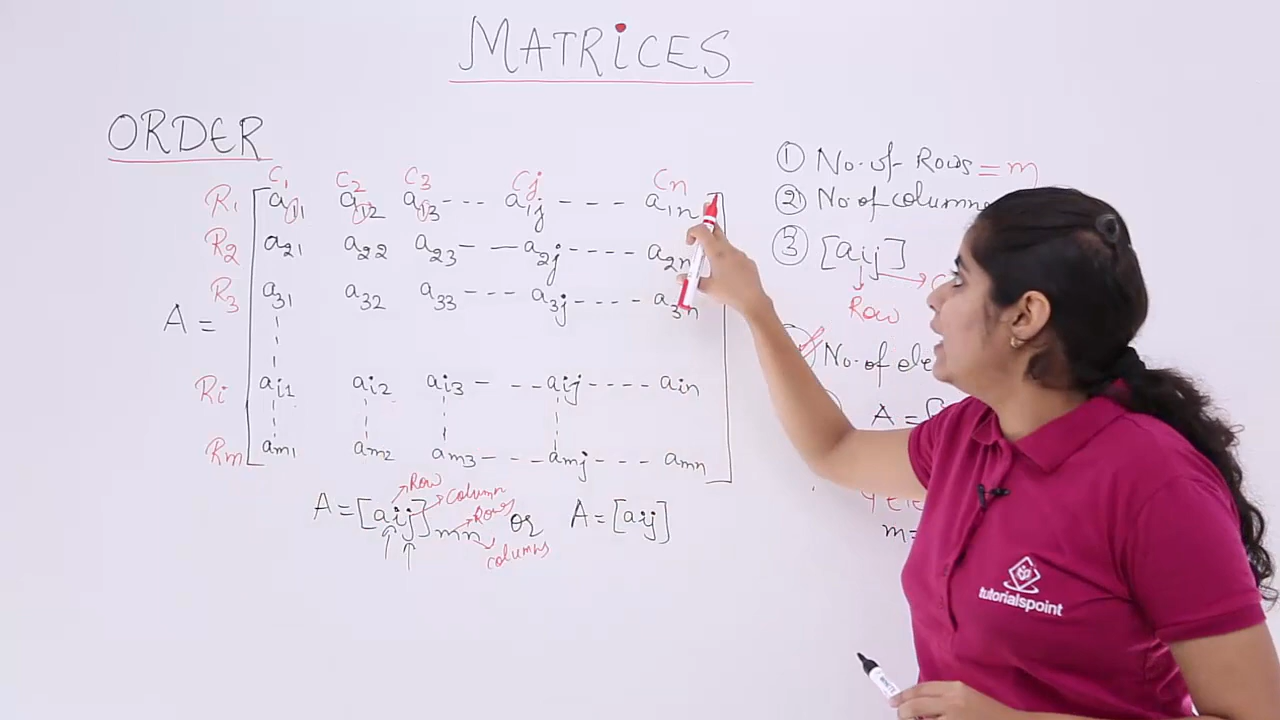 MATRICES
ORDER
C1 C2 C3 Cj Cn
R1 a11 a12 a13 --- a1j ---- a1n
R2 a21 a22 a23 - — a2j ---- a2n
R3 a31 a32 a33 --- a3j ---- a3n
A =
Ri ai1 ai2 ai3 - -- aij ---- ain
Rm am1 am2 am3 -- --- amj --- amn
Row
Column
A = [aij]mn or A = [aij]
Rows
columns
① No. of Rows = m
② No of column
③ [aij]
Row
No. of ele
A =
m=
tutorialspoint